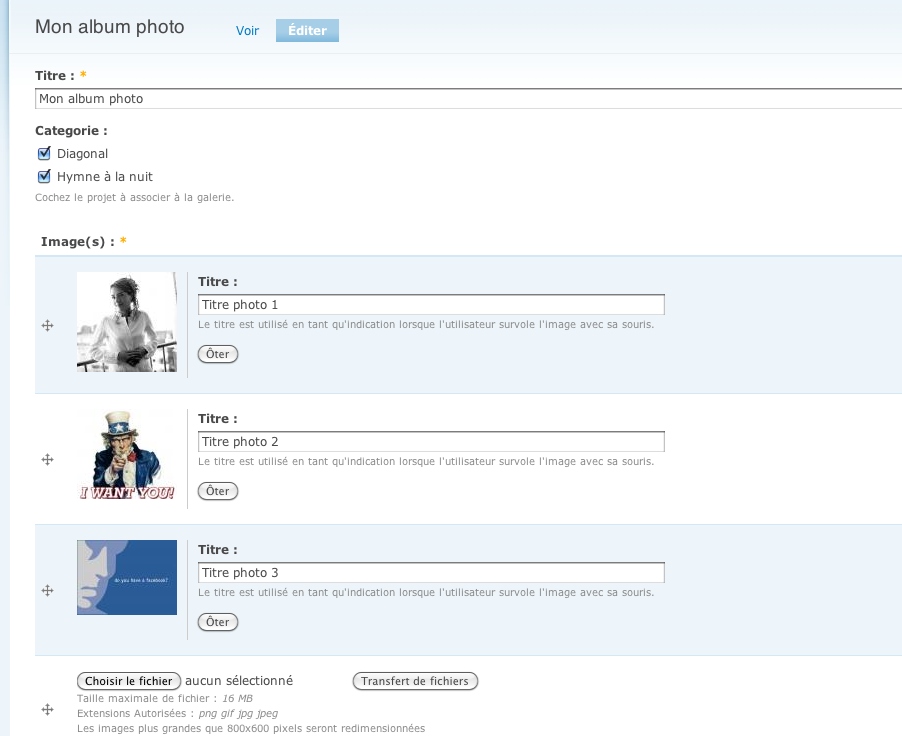 Mon album photo
Voir
Éditer
Titre : *
Mon album photo
Categorie :
Diagonal
Hymne à la nuit
Cochez le projet à associer à la galerie.
Image(s) : *
Titre :
Titre photo 1
Le titre est utilisé en tant qu'indication lorsque l'utilisateur survole l'image avec sa souris.
Ôter
I WANT YOU!
Titre :
Titre photo 2
Le titre est utilisé en tant qu'indication lorsque l'utilisateur survole l'image avec sa souris.
Ôter
do you have a facebook?
Titre :
Titre photo 3
Le titre est utilisé en tant qu'indication lorsque l'utilisateur survole l'image avec sa souris.
Ôter
Choisir le fichier aucun sélectionné
Transfert de fichiers
Taille maximale de fichier : 16 MB
Extensions Autorisées : png gif jpg jpeg
Les images plus grandes que 800x600 pixels seront redimensionnées